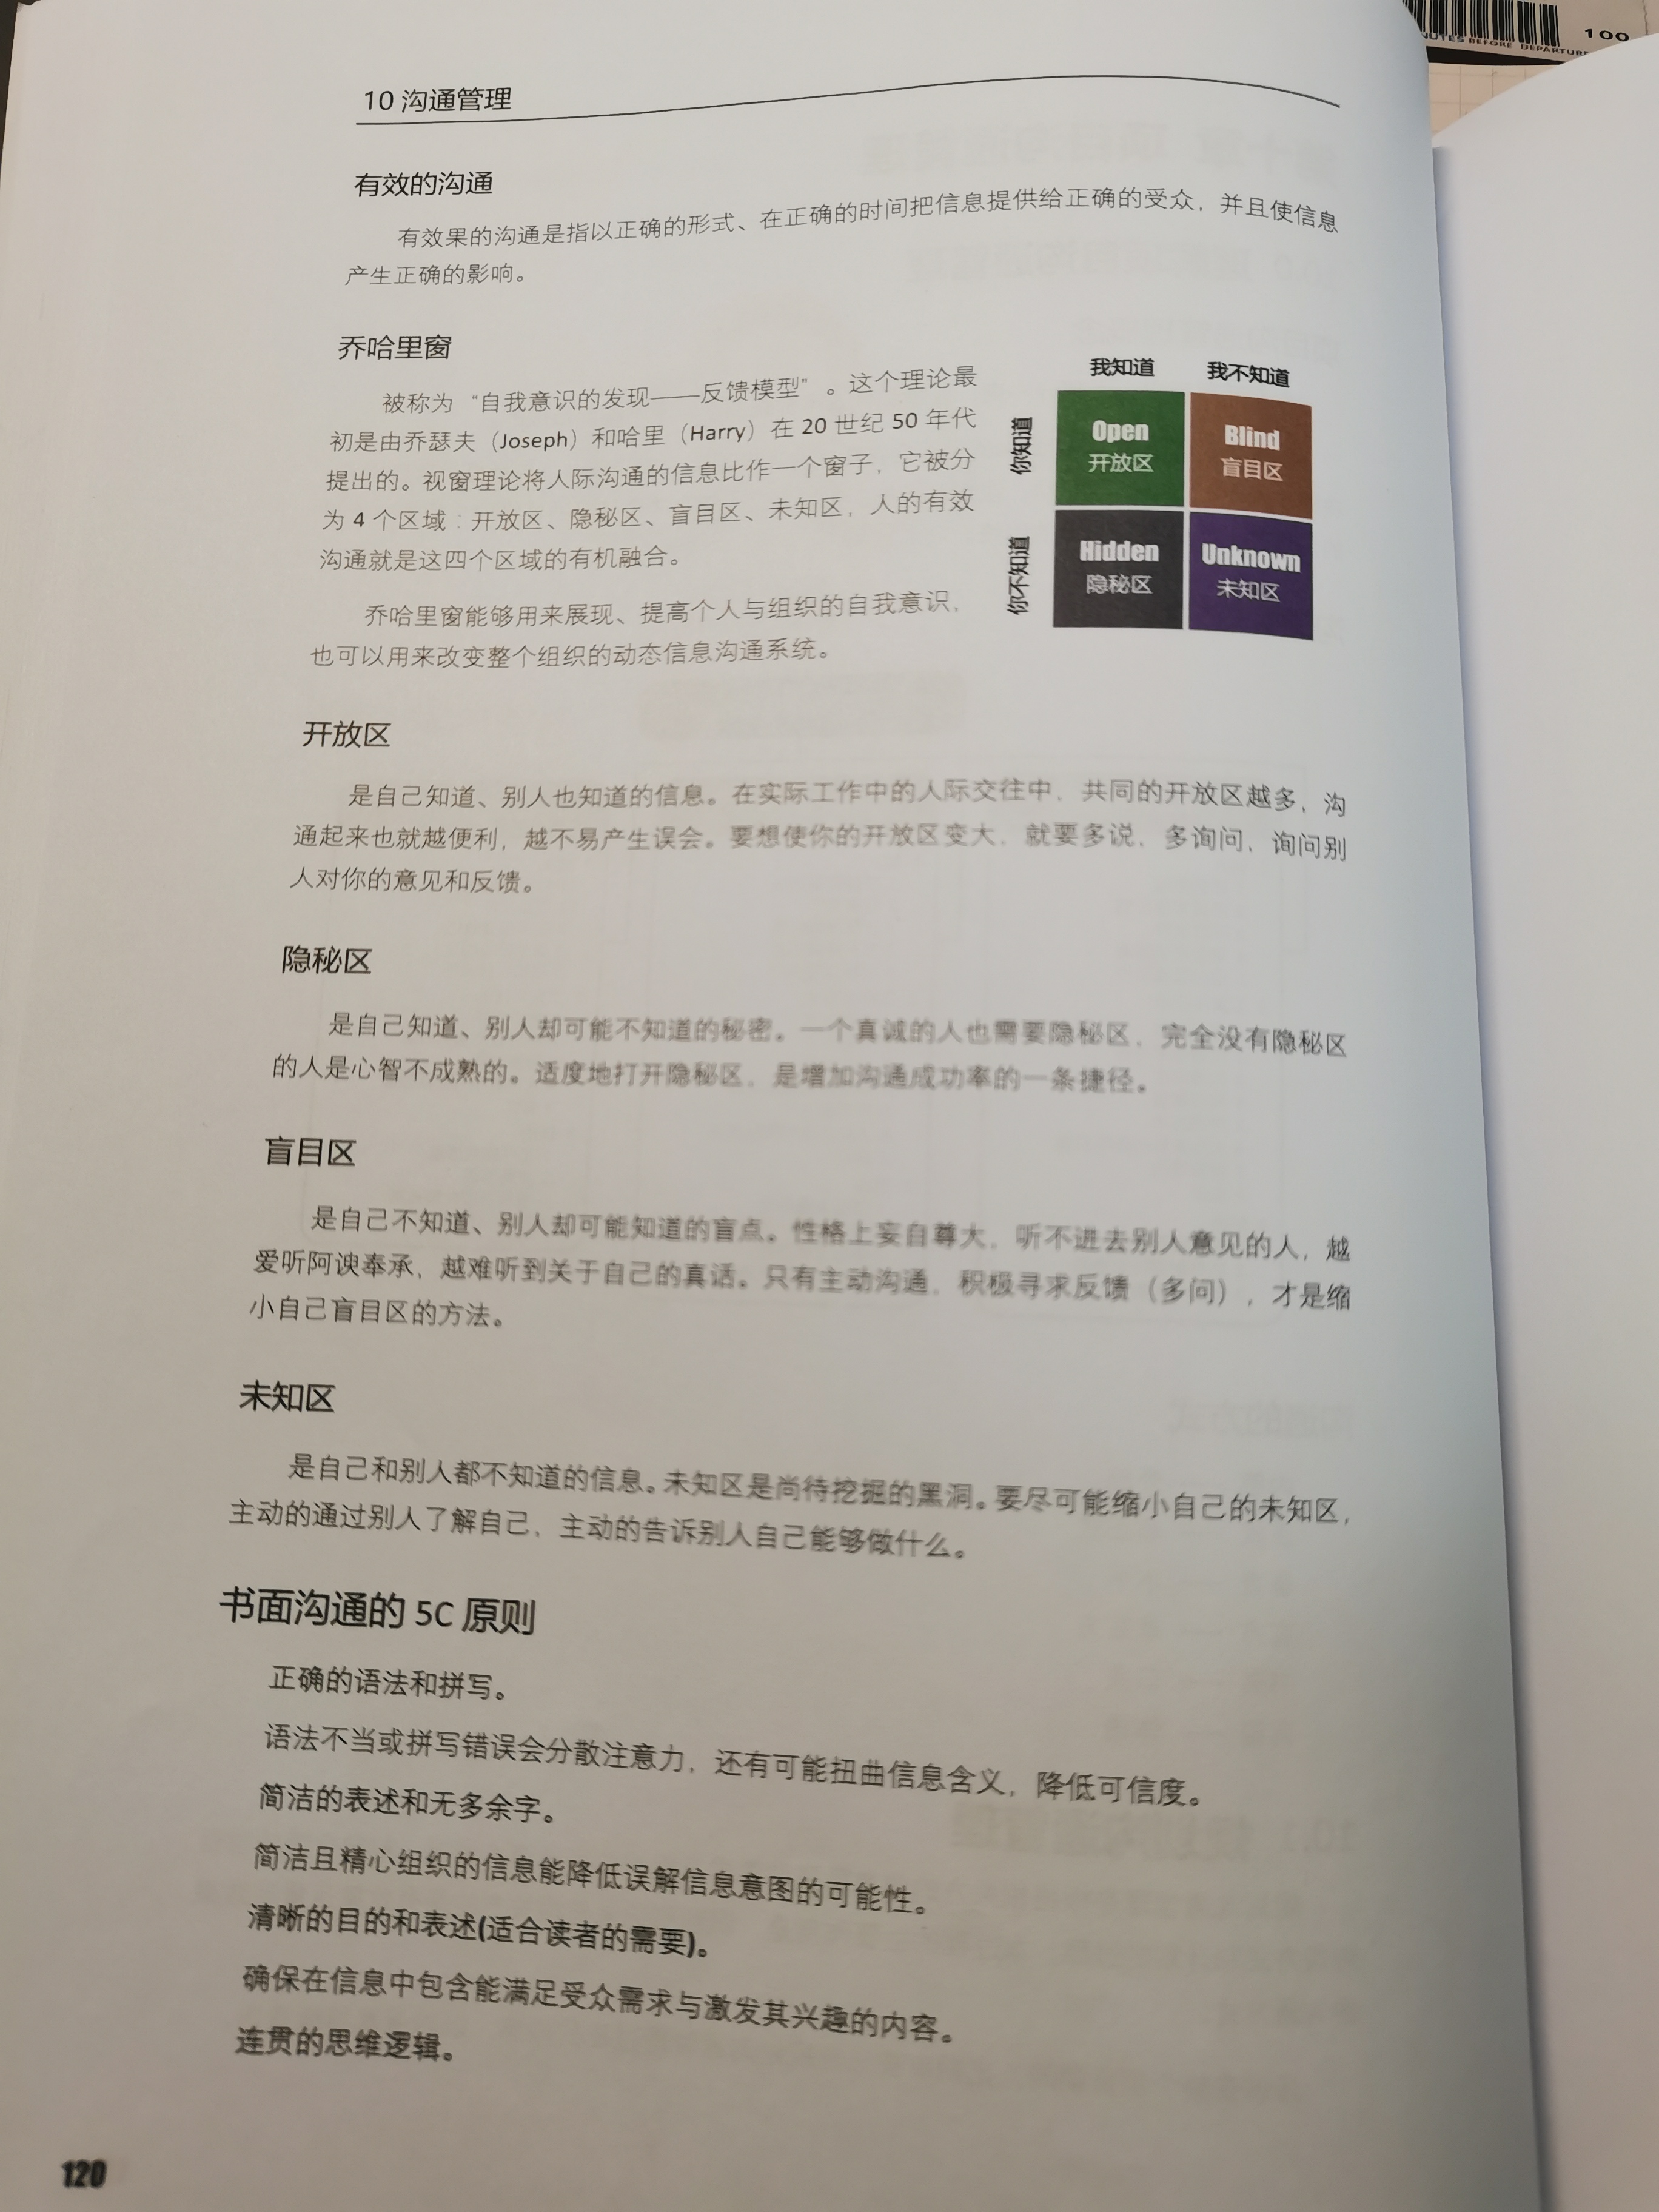 100
MINUTES BEFORE DEPARTURE
10 沟通管理
有效的沟通
有效果的沟通是指以正确的形式、在正确的时间把信息提供给正确的受众，并且使信息
产生正确的影响。
乔哈里窗
被称为“自我意识的发现——反馈模型”。这个理论最
初是由乔瑟夫（Joseph）和哈里（Harry）在 20 世纪 50 年代
提出的。视窗理论将人际沟通的信息比作一个窗子，它被分
为 4 个区域：开放区、隐秘区、盲目区、未知区，人的有效
沟通就是这四个区域的有机融合。
乔哈里窗能够用来展现、提高个人与组织的自我意识，
也可以用来改变整个组织的动态信息沟通系统。
我知道 我不知道
你知道
Open Blind
开放区 盲目区
你不知道
Hidden Unknown
隐秘区 未知区
开放区
是自己知道、别人也知道的信息。在实际工作中的人际交往中，共同的开放区越多，沟
通起来也就越便利，越不易产生误会。要想使你的开放区变大，就要多说，多询问，询问别
人对你的意见和反馈。
隐秘区
是自己知道、别人却可能不知道的秘密。一个真诚的人也需要隐秘区，完全没有隐秘区
的人是心智不成熟的。适度地打开隐秘区，是增加沟通成功率的一条捷径。
盲目区
是自己不知道、别人却可能知道的盲点。性格上妄自尊大，听不进去别人意见的人，越
爱听阿谀奉承，越难听到关于自己的真话。只有主动沟通，积极寻求反馈（多问），才是缩
小自己盲目区的方法。
未知区
是自己和别人都不知道的信息。未知区是尚待挖掘的黑洞。要尽可能缩小自己的未知区，
主动的通过别人了解自己，主动的告诉别人自己能够做什么。
书面沟通的 5C 原则
正确的语法和拼写。
语法不当或拼写错误会分散注意力，还有可能扭曲信息含义，降低可信度。
简洁的表述和无多余字。
简洁且精心组织的信息能降低误解信息意图的可能性。
清晰的目的和表述(适合读者的需要)。
确保在信息中包含能满足受众需求与激发其兴趣的内容。
连贯的思维逻辑。
120